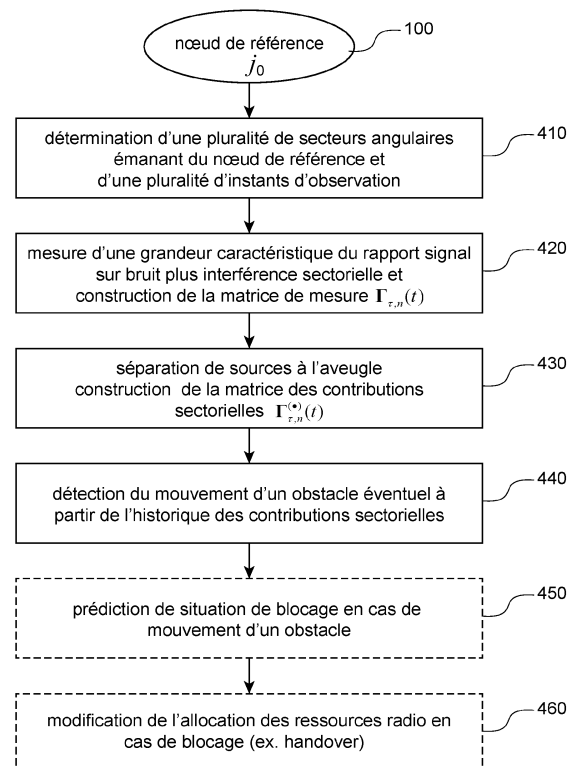 nœud de référence
j₀
100
détermination d'une pluralité de secteurs angulaires
émanant du nœud de référence et
d'une pluralité d'instants d'observation
410
mesure d'une grandeur caractéristique du rapport signal
sur bruit plus interférence sectorielle et
construction de la matrice de mesure Γτ,n(t)
420
séparation de sources à l'aveugle
construction de la matrice des contributions
sectorielles Γ(•)τ,n(t)
430
détection du mouvement d'un obstacle éventuel à
partir de l'historique des contributions sectorielles
440
prédiction de situation de blocage en cas de
mouvement d'un obstacle
450
modification de l'allocation des ressources radio en
cas de blocage (ex. handover)
460